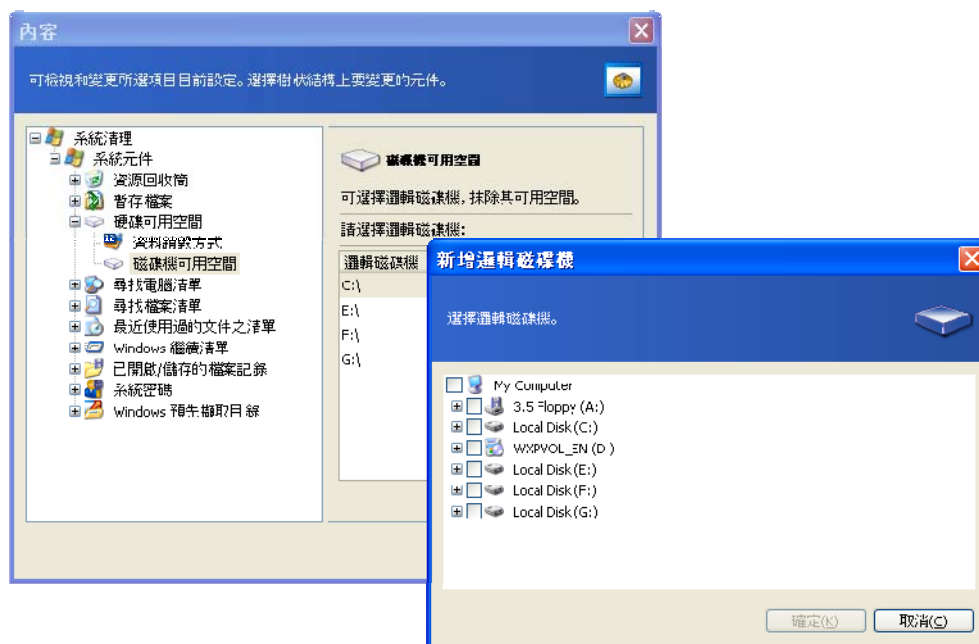 內容
可檢視和變更所選項目目前設定。選擇樹狀結構上要變更的元件。
系統清理
系統元件
資源回收筒
暫存檔案
硬碟可用空間
資料銷毀方式
磁碟機可用空間
尋找電腦清單
尋找檔案清單
最近使用過的文件之清單
Windows 繼續清單
已開啟/儲存的檔案記錄
系統密碼
Windows 預先擷取目錄
磁碟機可用空間
可選擇邏輯磁碟機,抹除其可用空間。
請選擇邏輯磁碟機:
邏輯磁碟機
C:\
E:\
F:\
G:\
新增邏輯磁碟機
選擇邏輯磁碟機。
My Computer
3.5 Floppy (A:)
Local Disk (C:)
WXPVOL_EN (D:)
Local Disk (E:)
Local Disk (F:)
Local Disk (G:)
確定(K)
取消(C)